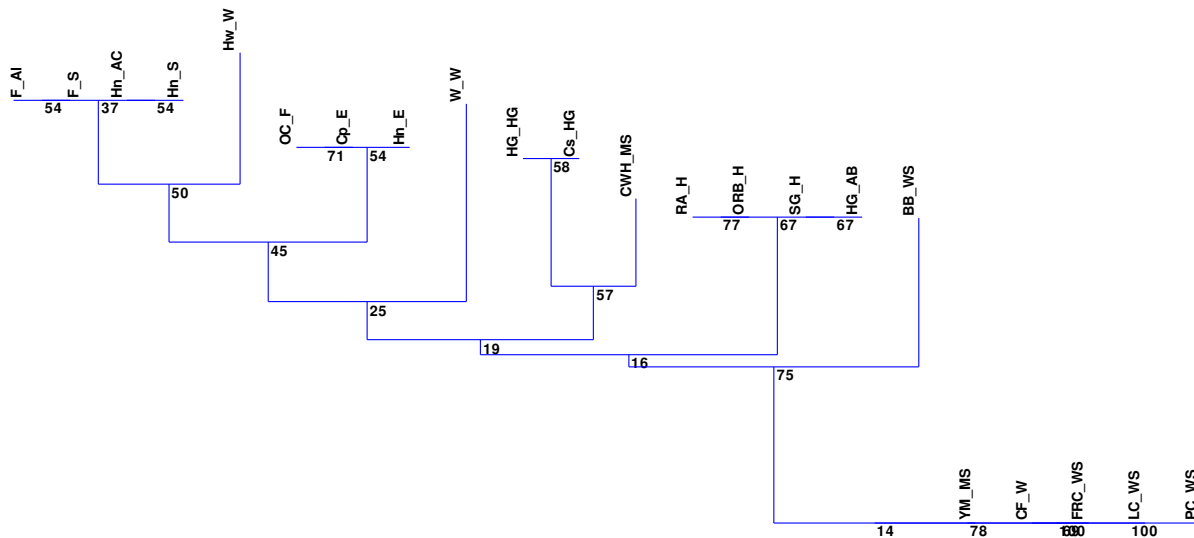 Hw_W
F_AI
F_S
Hn_AC
Hn_S
W_W
54
37
54
OC_F
Cp_E
Hn_E
HG_HG
Cs_HG
CWH_MS
71
54
58
50
RA_H
ORB_H
SG_H
HG_AB
BB_WS
77
67
67
45
57
25
19
16
75
YM_MS
CF_W
FRC_WS
LC_WS
PC_WS
14
78
100